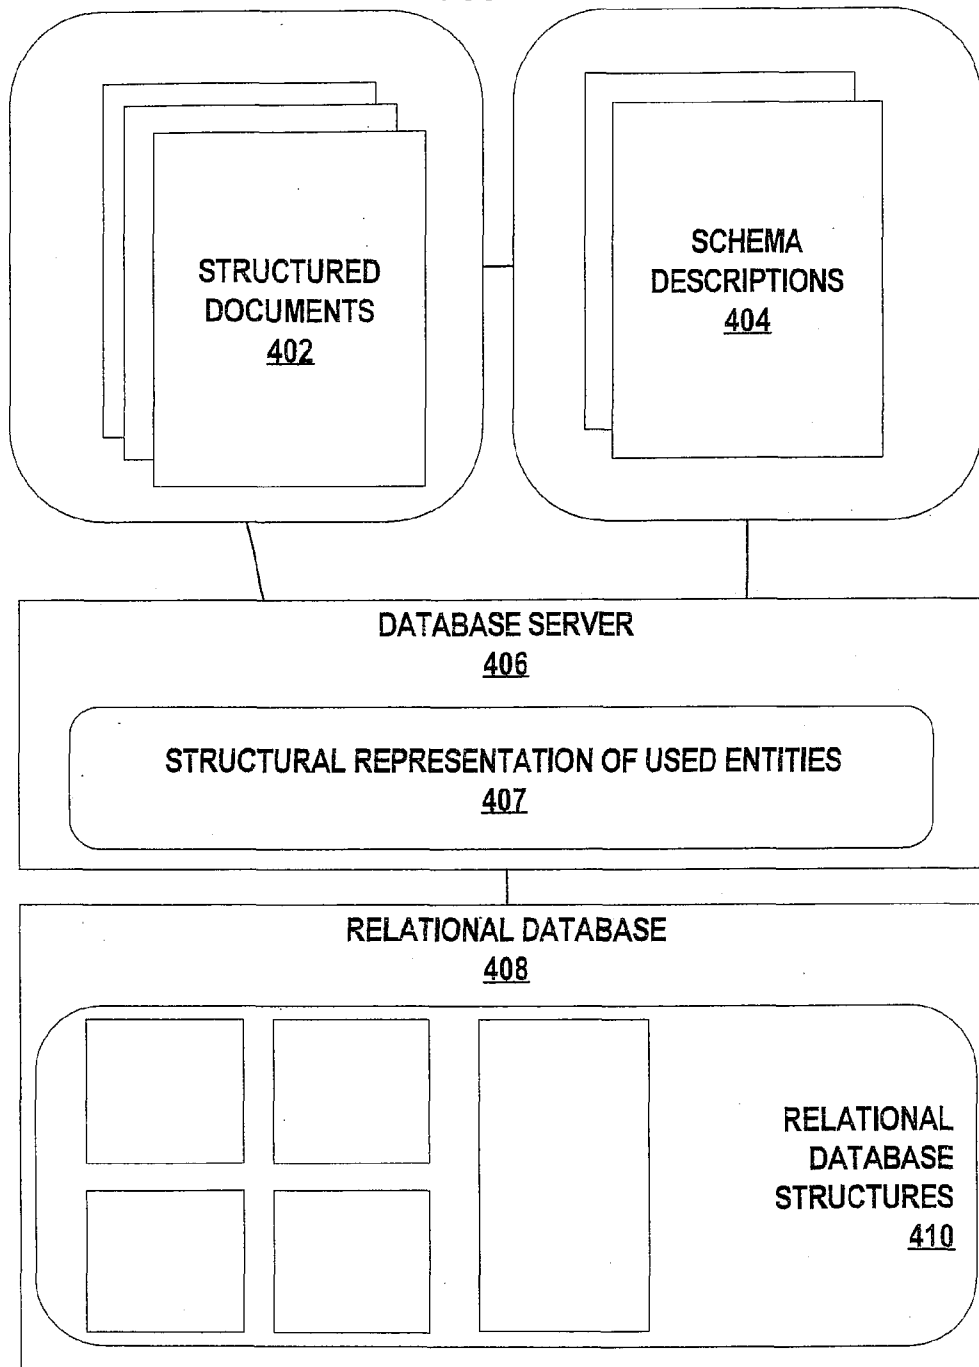 STRUCTURED
DOCUMENTS
402
SCHEMA
DESCRIPTIONS
404
DATABASE SERVER
406
STRUCTURAL REPRESENTATION OF USED ENTITIES
407
RELATIONAL DATABASE
408
RELATIONAL
DATABASE
STRUCTURES
410